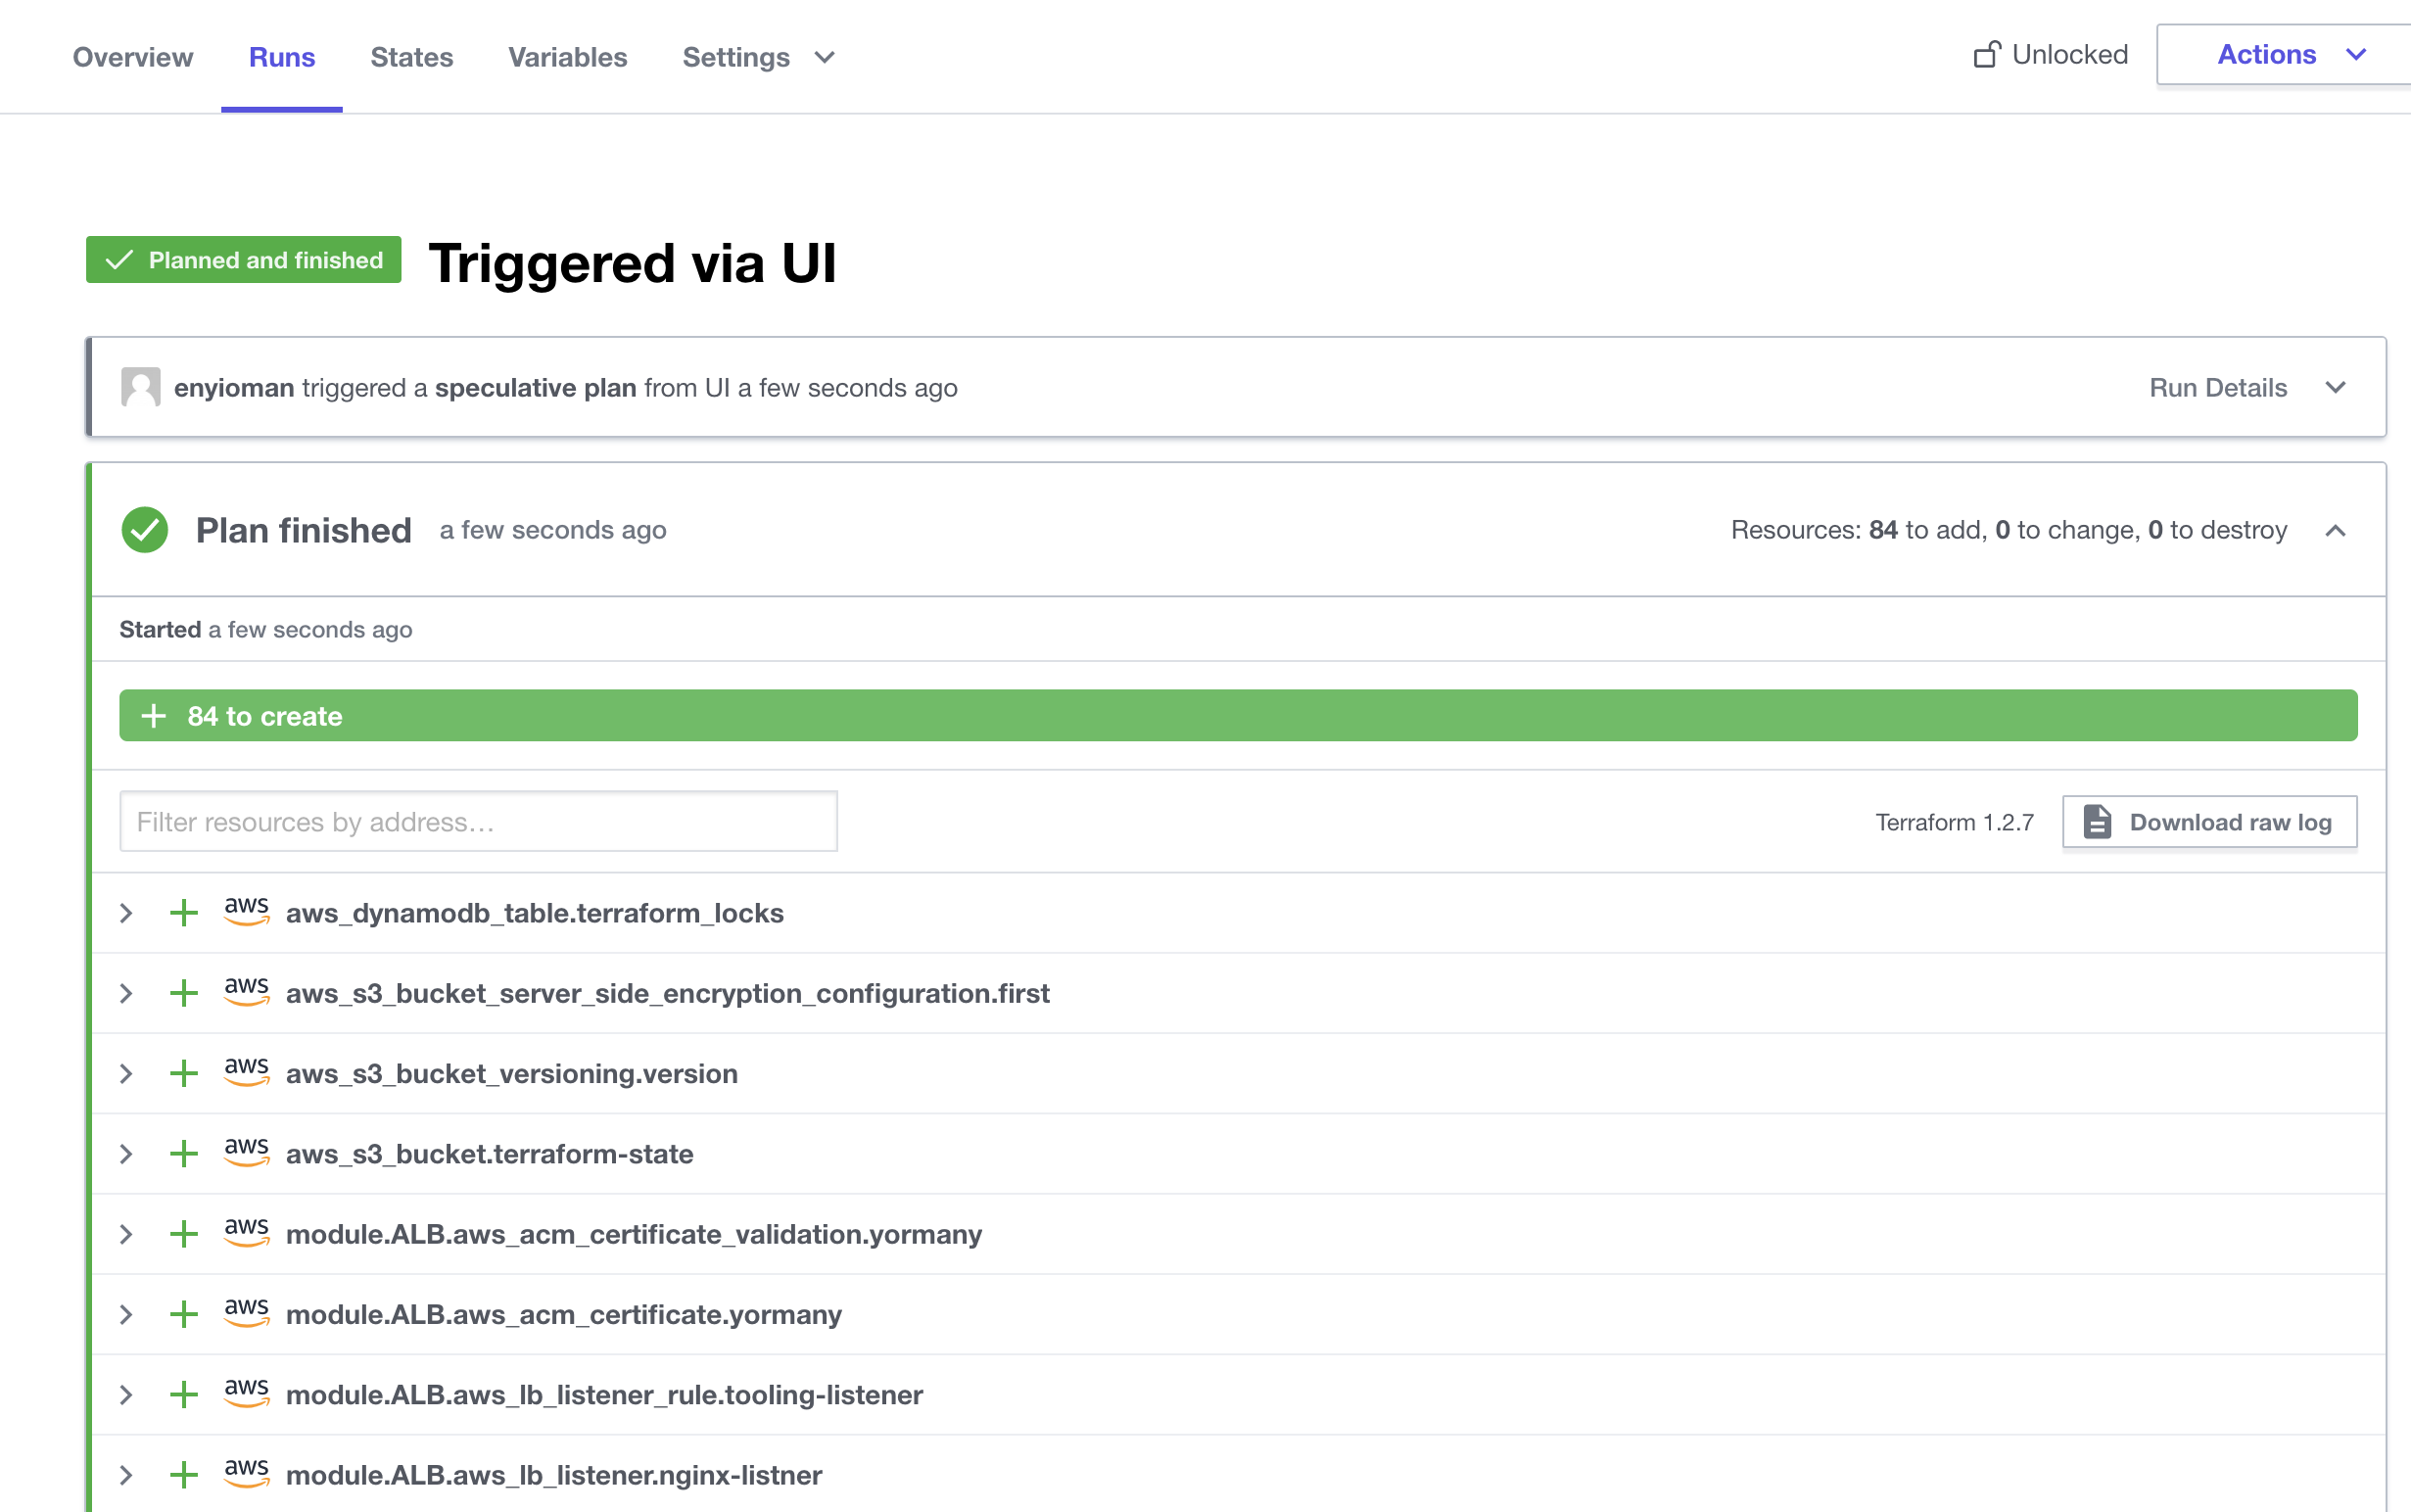 Overview Runs States Variables Settings Unlocked Actions
Planned and finished Triggered via UI
enyioman triggered a speculative plan from UI a few seconds ago Run Details
Plan finished a few seconds ago Resources: 84 to add, 0 to change, 0 to destroy
Started a few seconds ago
84 to create
Filter resources by address... Terraform 1.2.7 Download raw log
aws aws_dynamodb_table.terraform_locks
aws aws_s3_bucket_server_side_encryption_configuration.first
aws aws_s3_bucket_versioning.version
aws aws_s3_bucket.terraform-state
aws module.ALB.aws_acm_certificate_validation.yormany
aws module.ALB.aws_acm_certificate.yormany
aws module.ALB.aws_lb_listener_rule.tooling-listener
aws module.ALB.aws_lb_listener.nginx-listner